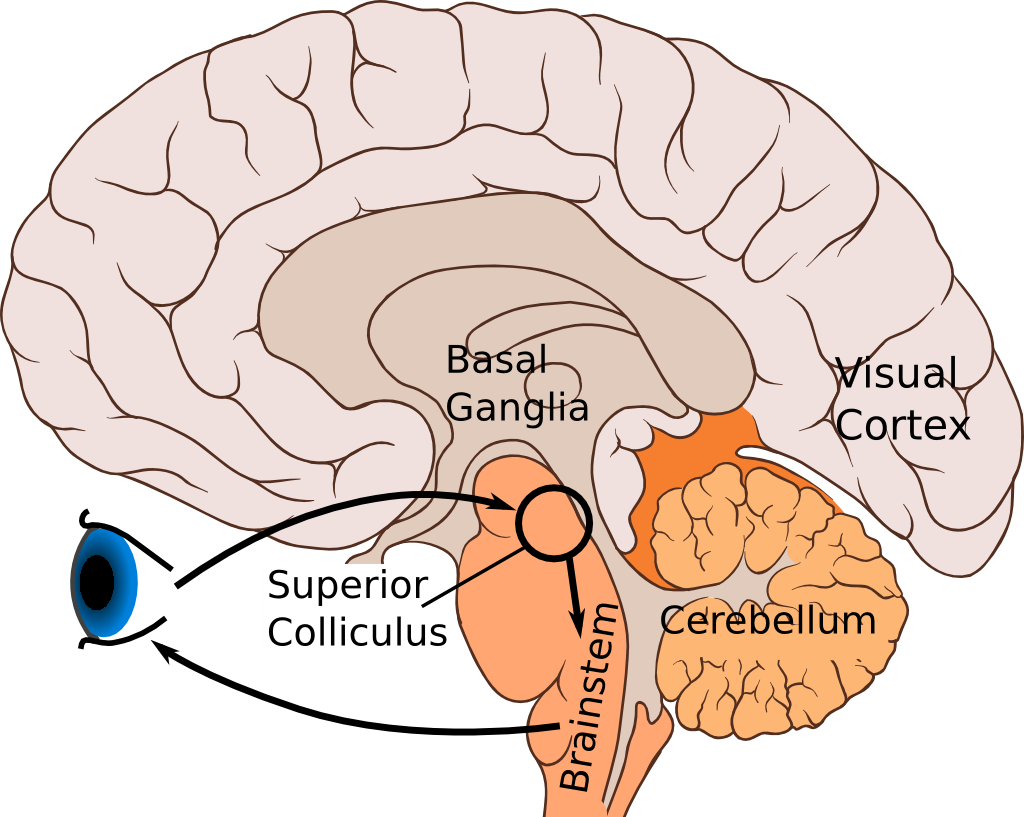 Basal
Ganglia
Visual
Cortex
Superior
Colliculus
Cerebellum
Brainstem